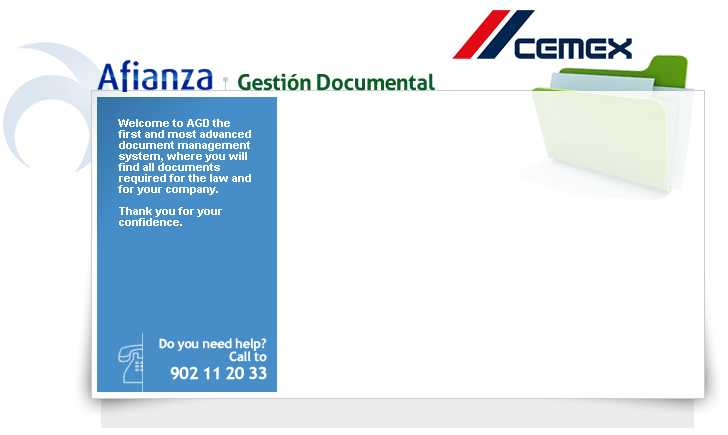 CEMEX
Afianza Gestión Documental
Welcome to AGD the
first and most advanced
document management
system, where you will
find all documents
required for the law and
for your company.
Thank you for your
confidence.
Do you need help?
Call to
902 11 20 33